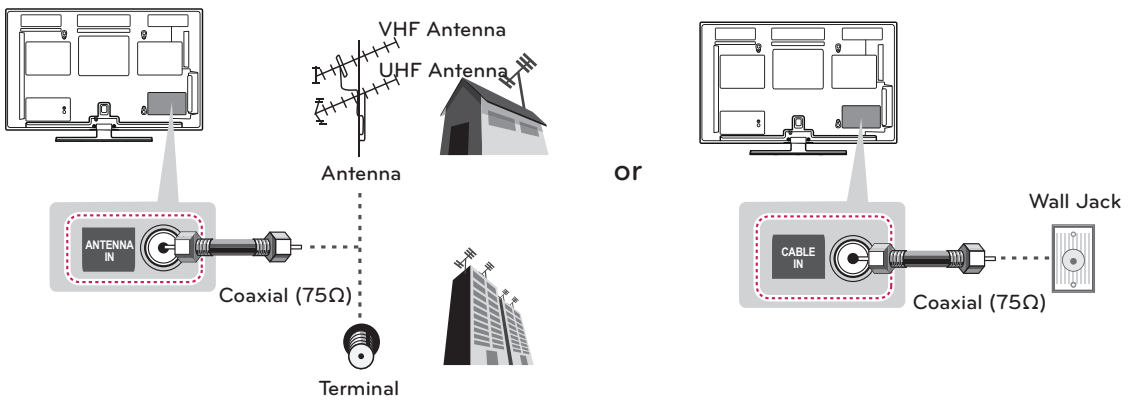 VHF Antenna
UHF Antenna
Antenna
ANTENNA
IN
Coaxial (75Ω)
Terminal
or
Wall Jack
CABLE
IN
Coaxial (75Ω)